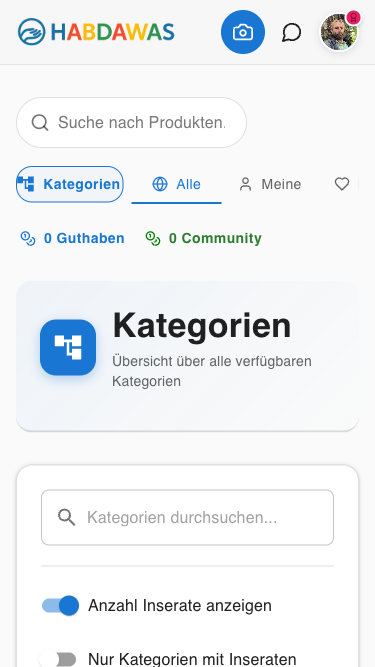 HABDAWAS
8
Suche nach Produkten.
Kategorien
Alle
Meine
0 Guthaben
0 Community
Kategorien
Übersicht über alle verfügbaren
Kategorien
Kategorien durchsuchen...
Anzahl Inserate anzeigen
Nur Kategorien mit Inseraten